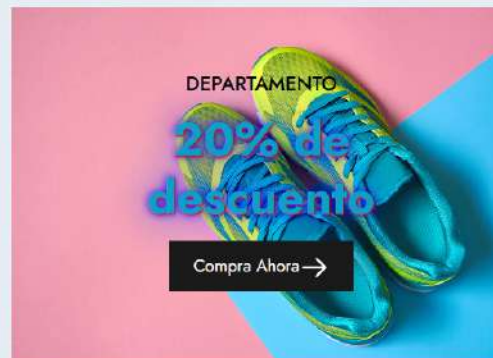 DEPARTAMENTO
20% de
descuento
Compra Ahora →